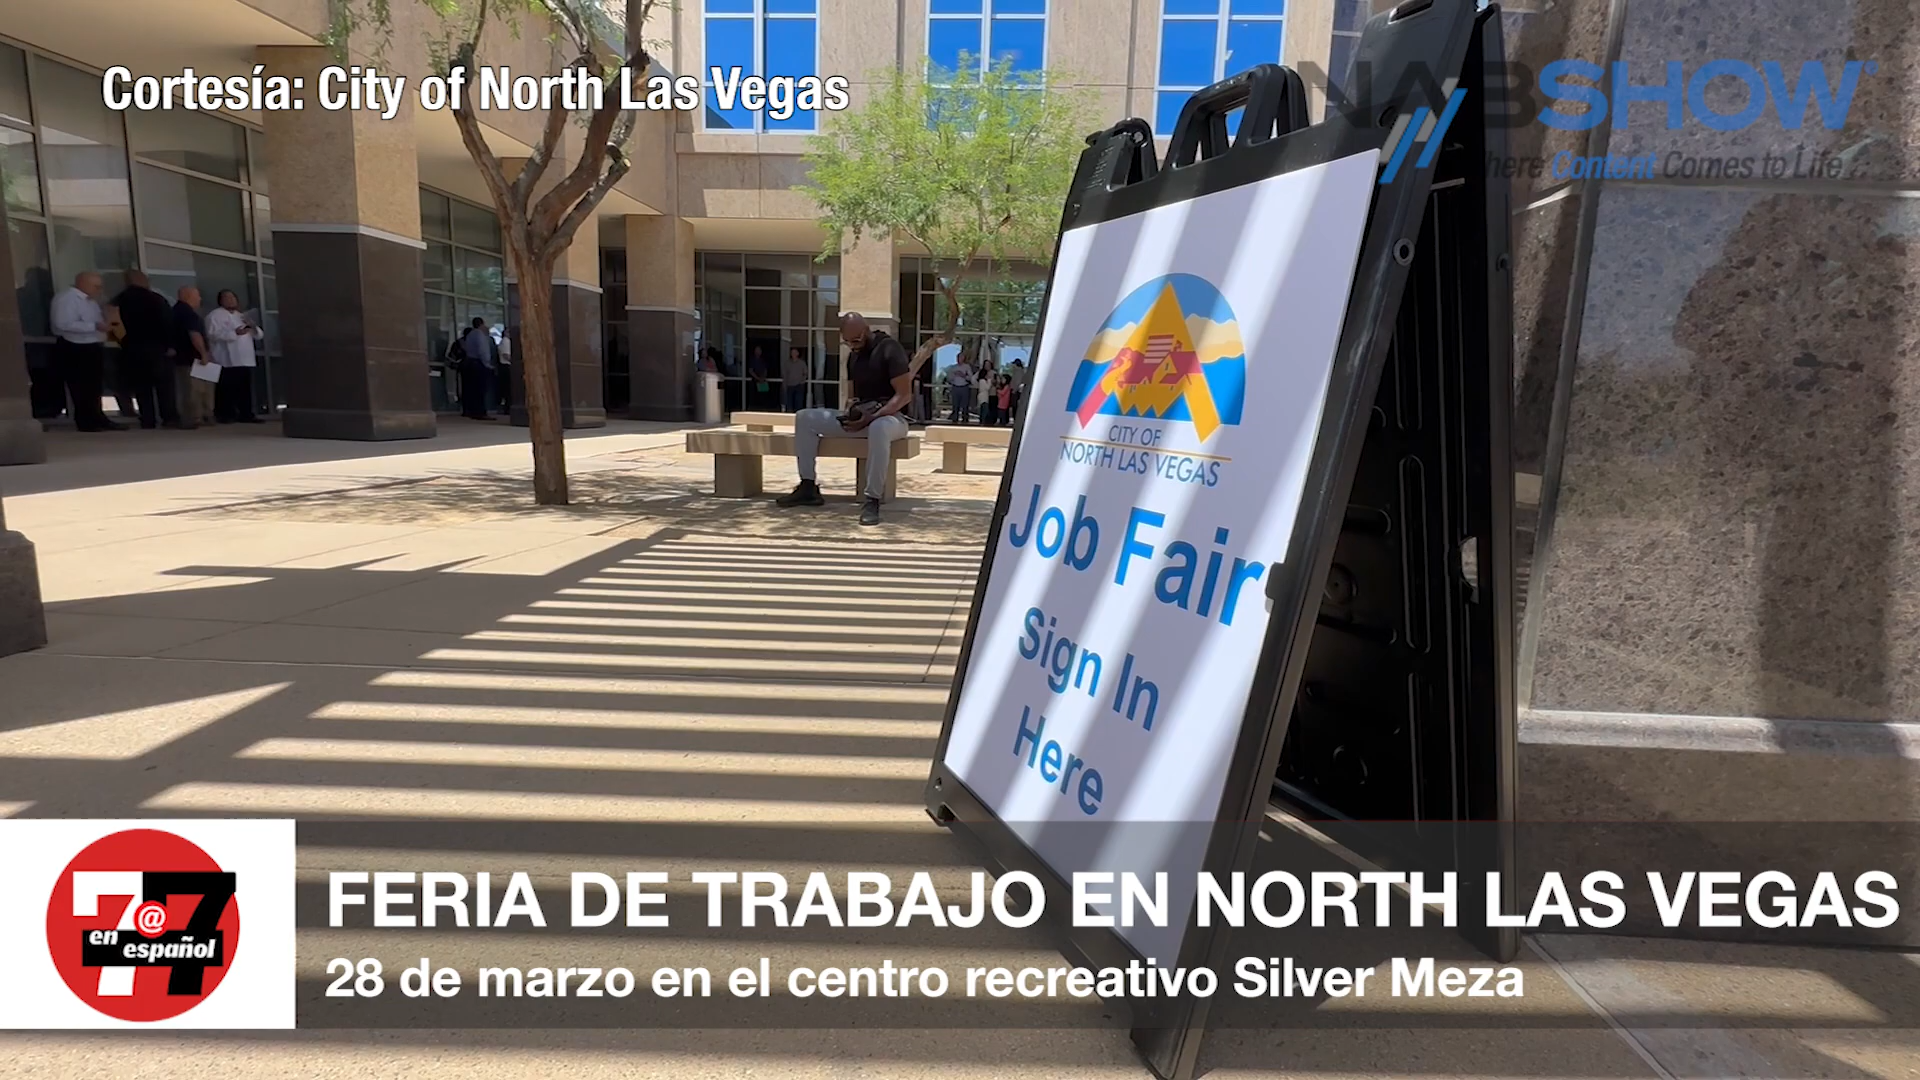 Cortesía: City of North Las Vegas
NABSHOW
Where Content Comes to Life
CITY OF
NORTH LAS VEGAS
Job Fair
Sign In
Here
7@7
en español
FERIA DE TRABAJO EN NORTH LAS VEGAS
28 de marzo en el centro recreativo Silver Meza